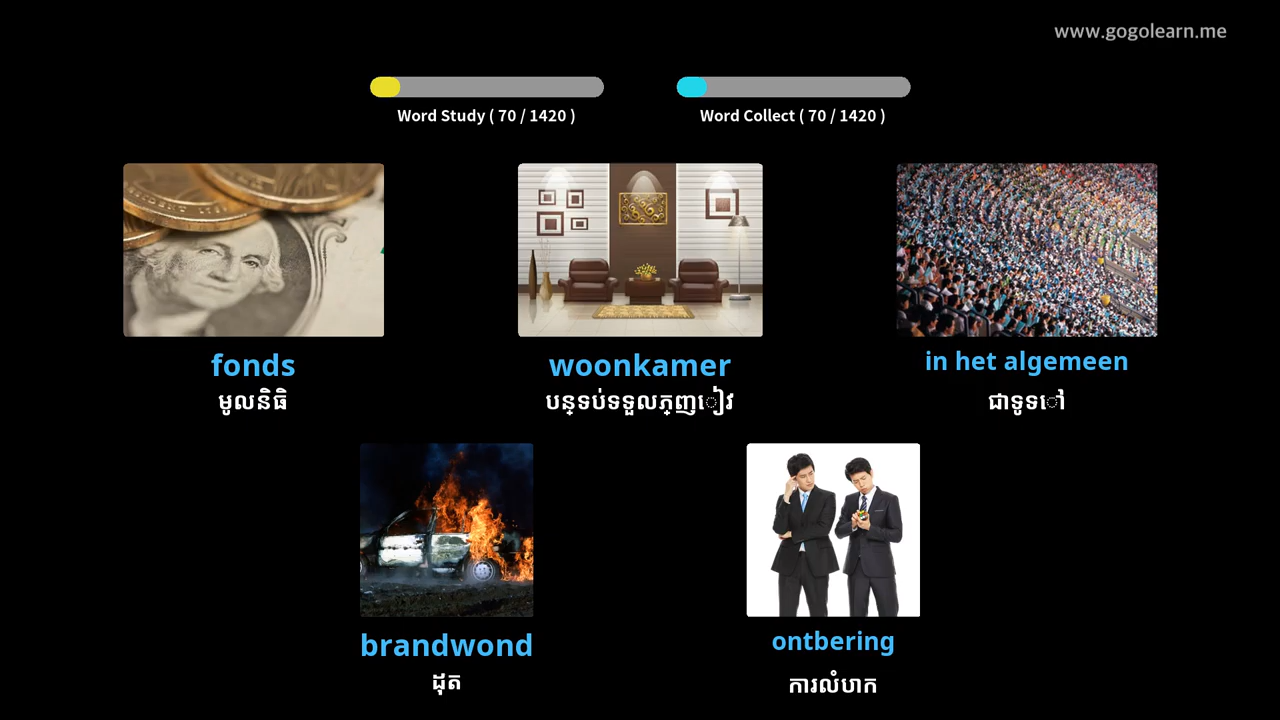 www.gogolearn.me
Word Study ( 70 / 1420 )
Word Collect ( 70 / 1420 )
fonds
មូលនិធិ
woonkamer
បន្ទប់ទទួលភ្ញៀវ
in het algemeen
ជាទូទៅ
brandwond
ដុត
ontbering
ការលំបាក